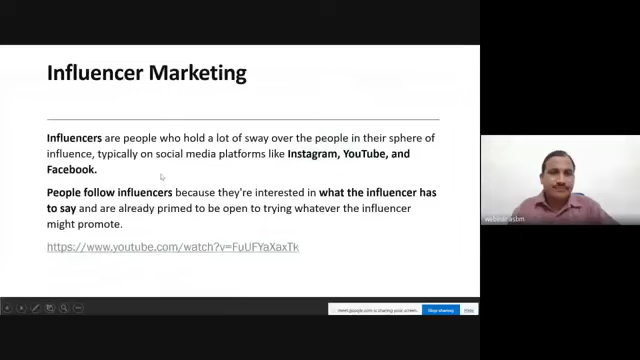 Influencer Marketing
Influencers are people who hold a lot of sway over the people in their sphere of
influence, typically on social media platforms like Instagram, YouTube, and
Facebook.
People follow influencers because they're interested in what the influencer has
to say and are already primed to be open to trying whatever the influencer
might promote.
https://www.youtube.com/watch?v=FuUFYaXaxTk
meet.google.com is sharing your screen.
Stop sharing
Hide